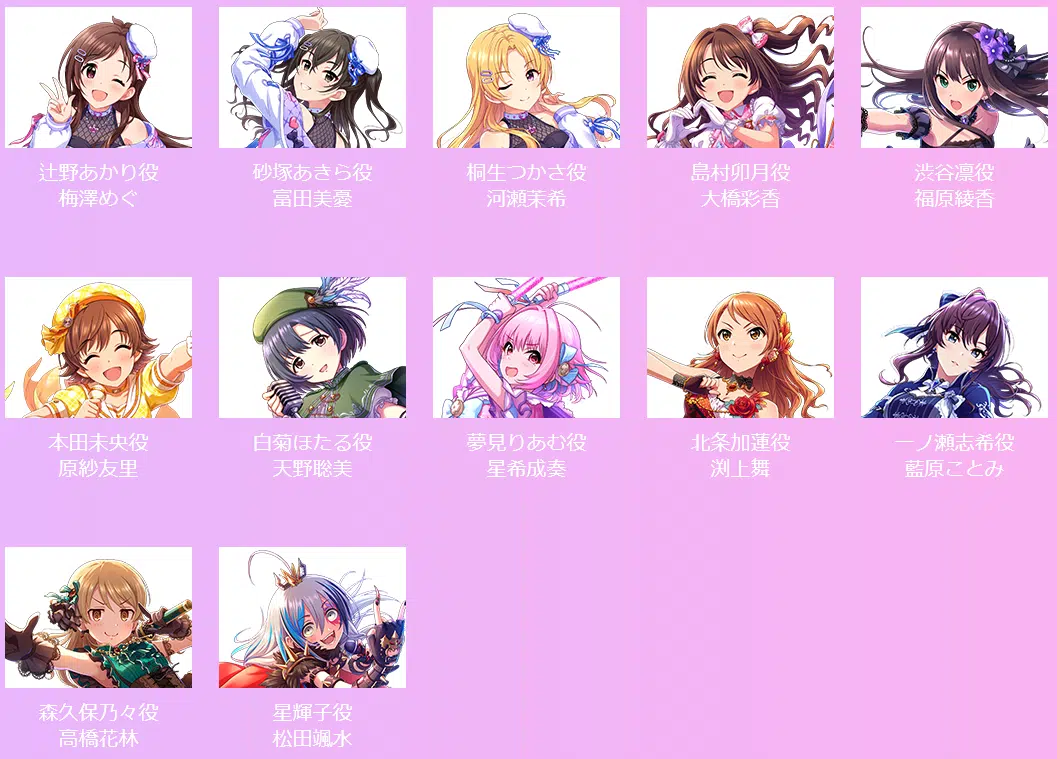 辻野あかり役
梅澤めぐ
砂塚あきら役
富田美憂
桐生つかさ役
河瀬茉希
島村卯月役
大橋彩香
渋谷凛役
福原綾香
本田未央役
原紗友里
白菊ほたる役
天野聡美
夢見りあむ役
星希成奏
北条加蓮役
渕上舞
一ノ瀬志希役
藍原ことみ
森久保乃々役
高橋花林
星輝子役
松田颯水